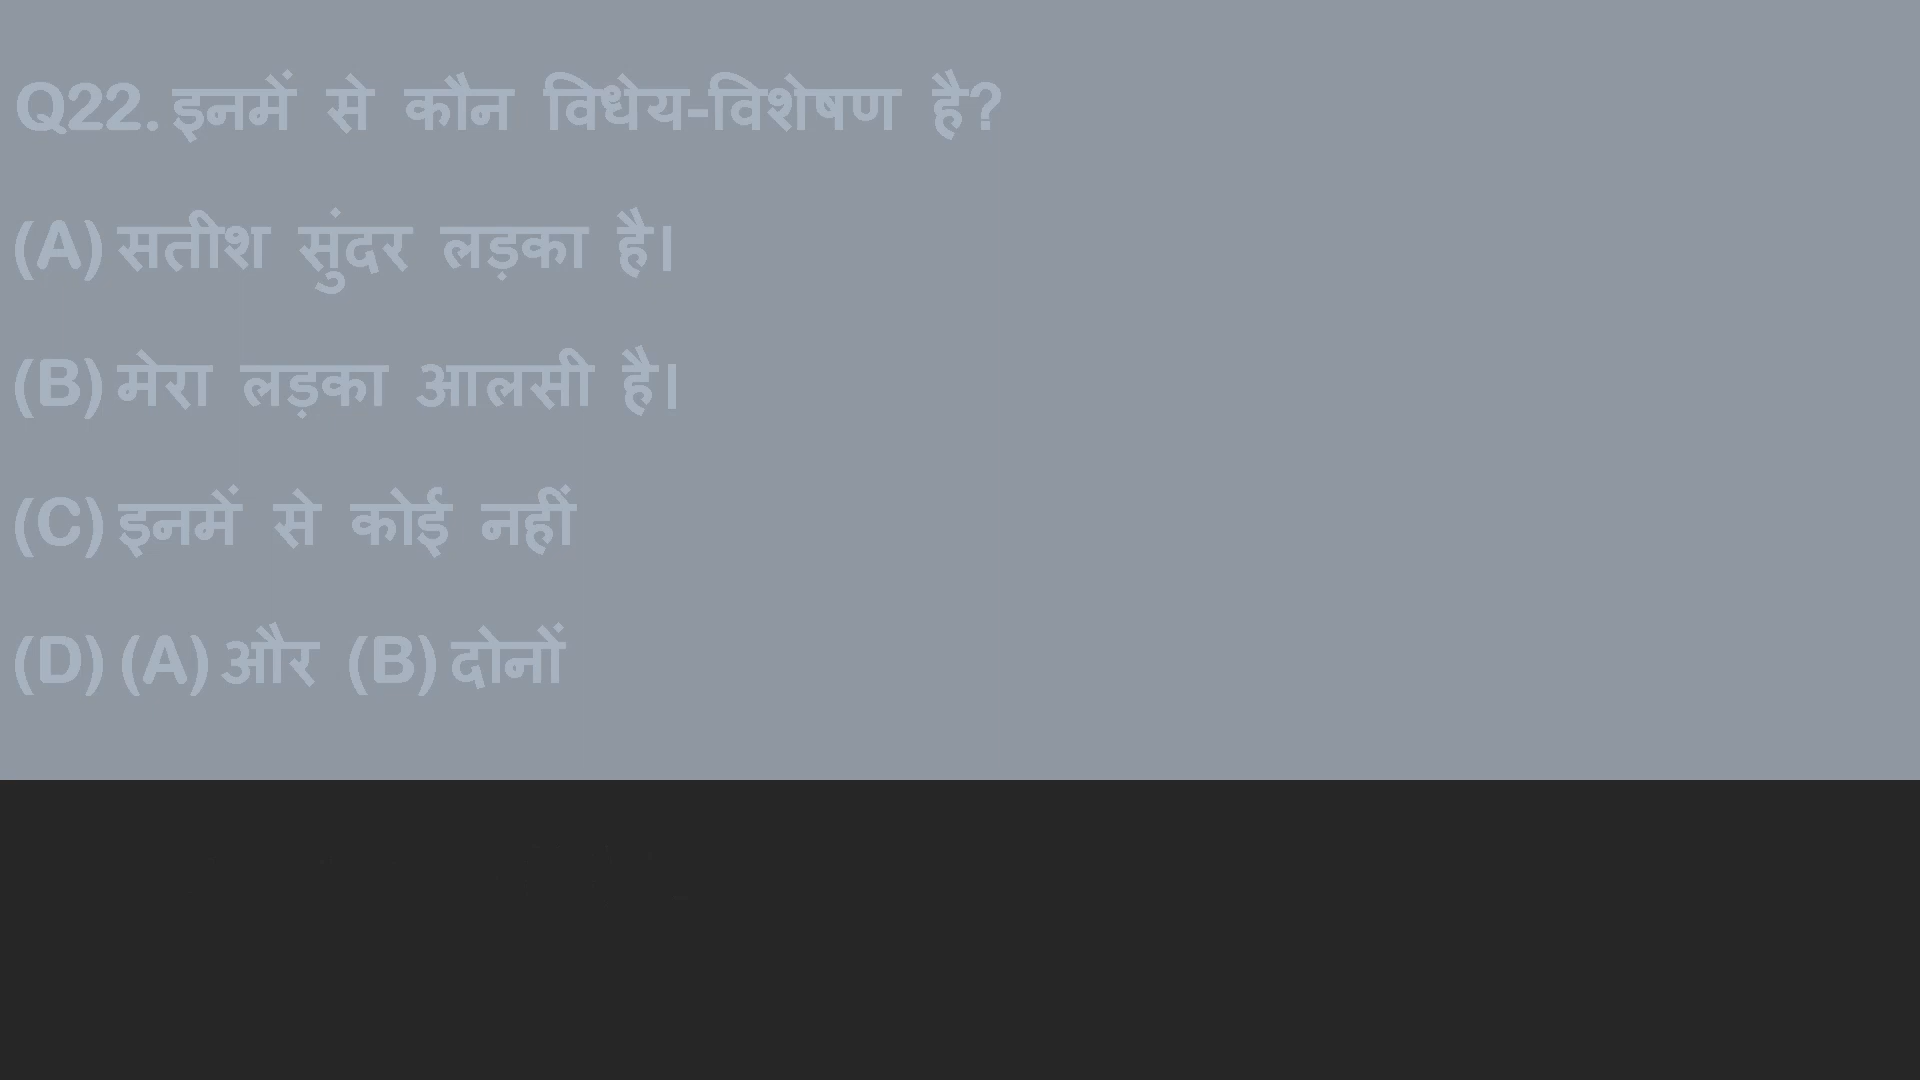 Q22. इनमें से कौन विधेय-विशेषण है?
(A) सतीश सुंदर लड़का है।
(B) मेरा लड़का आलसी है।
(C) इनमें से कोई नहीं
(D) (A) और (B) दोनों